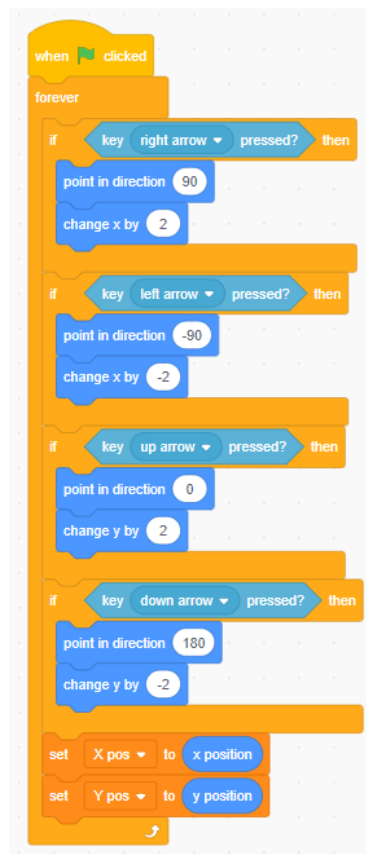 when clicked
forever
if key right arrow pressed? then
point in direction 90
change x by 2
if key left arrow pressed? then
point in direction -90
change x by -2
if key up arrow pressed? then
point in direction 0
change y by 2
if key down arrow pressed? then
point in direction 180
change y by -2
set X pos to x position
set Y pos to y position